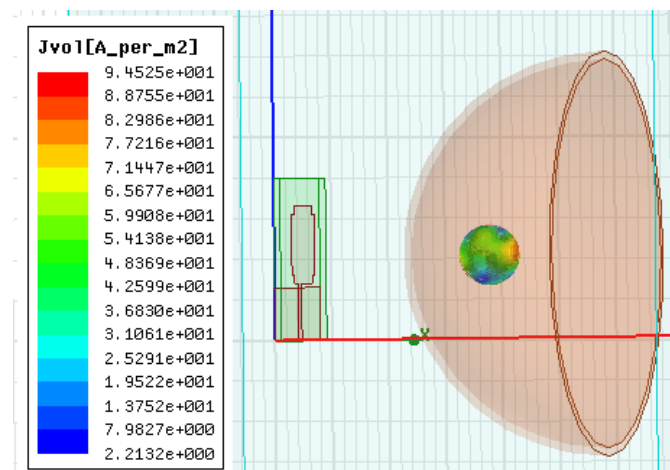 Jvol[A_per_m2]
9.4525e+001
8.8755e+001
8.2986e+001
7.7216e+001
7.1447e+001
6.5677e+001
5.9908e+001
5.4138e+001
4.8369e+001
4.2599e+001
3.6830e+001
3.1061e+001
2.5291e+001
1.9522e+001
1.3752e+001
7.9827e+000
2.2132e+000
X